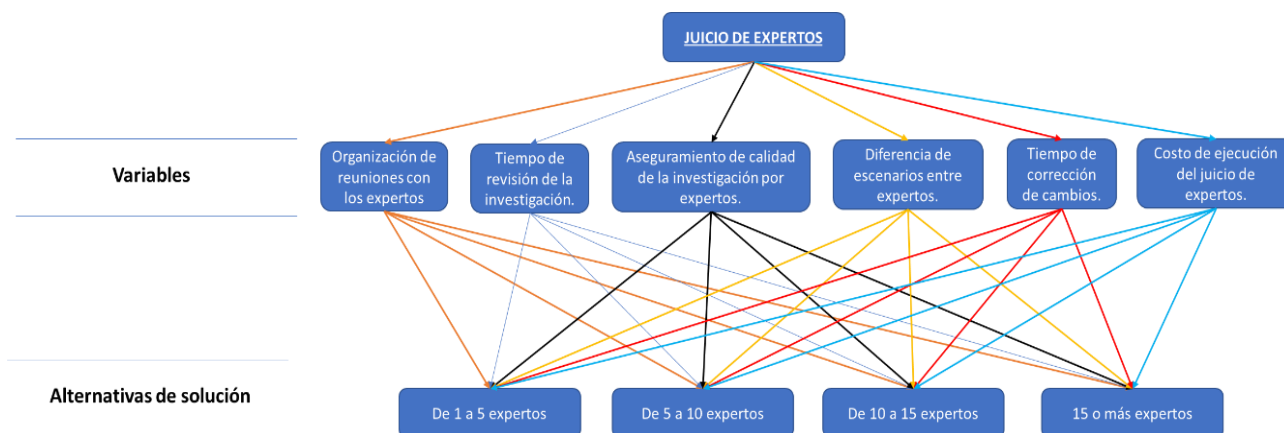 JUICIO DE EXPERTOS
Variables
Organización de
reuniones con
los expertos
Tiempo de
revisión de la
investigación.
Aseguramiento de calidad
de la investigación por
expertos.
Diferencia de
escenarios entre
expertos.
Tiempo de
corrección
de cambios.
Costo de ejecución
del juicio de
expertos.
Alternativas de solución
De 1 a 5 expertos
De 5 a 10 expertos
De 10 a 15 expertos
15 o más expertos